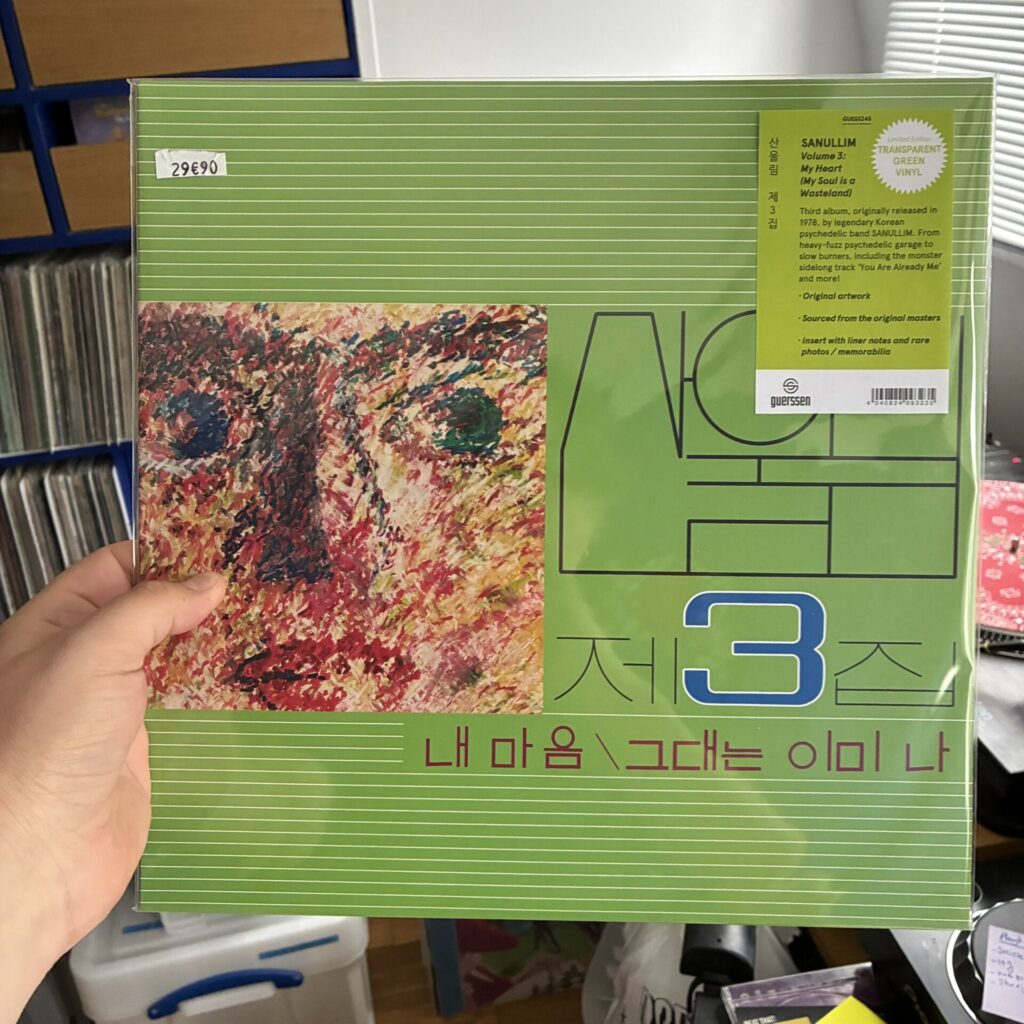 29€90
GUESS245
산울림 제3집
SANULLIM
Volume 3:
My Heart
(My Soul is a
Wasteland)
Limited Edition
TRANSPARENT
GREEN
VINYL
Third album, originally released in
1978, by legendary Korean
psychedelic band SANULLIM. From
heavy-fuzz psychedelic garage to
slow burners, including the monster
sidelong track 'You Are Already Me'
and more!
· Original artwork
· Sourced from the original masters
· Insert with liner notes and rare
photos / memorabilia
guerssen
산울림
제3집
내 마음 \ 그대는 이미 나